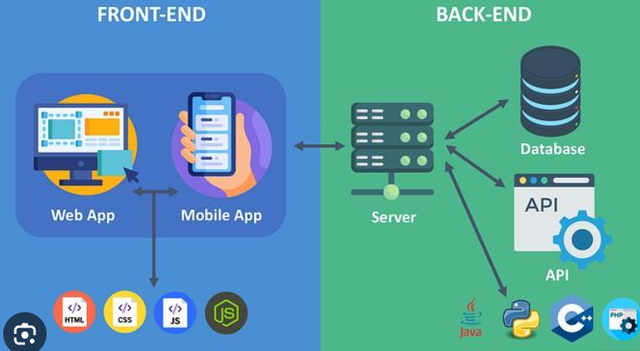 FRONT-END
BACK-END
Web App
Mobile App
Server
Database
API
API
HTML
CSS
JS
JS
Java
C++
PHP